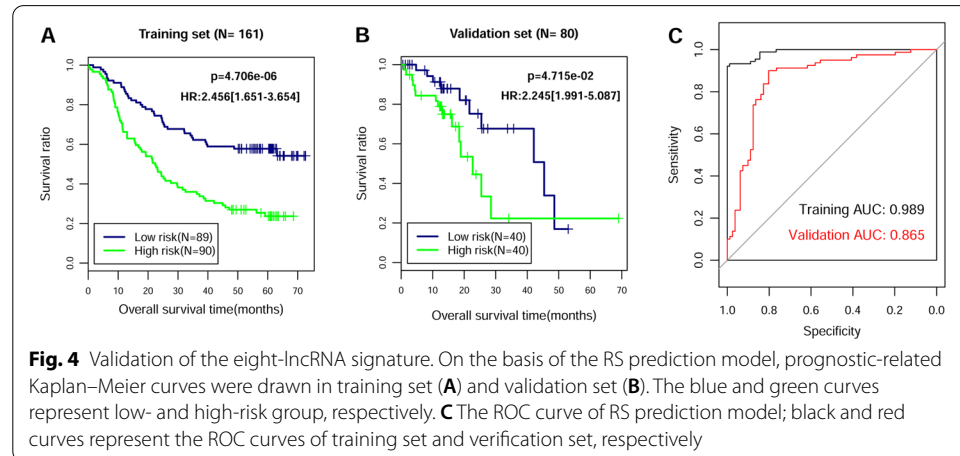 A
Training set (N= 161)
p=4.706e-06
HR:2.456[1.651-3.654]
Survival ratio
1.0
0.8
0.6
0.4
0.2
0.0
Low risk(N=89)
High risk(N=90)
0 10 20 30 40 50 60 70
Overall survival time(months)
B
Validation set (N= 80)
p=4.715e-02
HR:2.245[1.991-5.087]
Survival ratio
1.0
0.8
0.6
0.4
0.2
0.0
Low risk(N=40)
High risk(N=40)
0 10 20 30 40 50 60 70
Overall survival time(months)
C
Sensitivity
1.0
0.8
0.6
0.4
0.2
0.0
Training AUC: 0.989
Validation AUC: 0.865
1.0 0.8 0.6 0.4 0.2 0.0
Specificity
Fig. 4 Validation of the eight-lncRNA signature. On the basis of the RS prediction model, prognostic-related
Kaplan–Meier curves were drawn in training set (A) and validation set (B). The blue and green curves
represent low- and high-risk group, respectively. C The ROC curve of RS prediction model; black and red
curves represent the ROC curves of training set and verification set, respectively